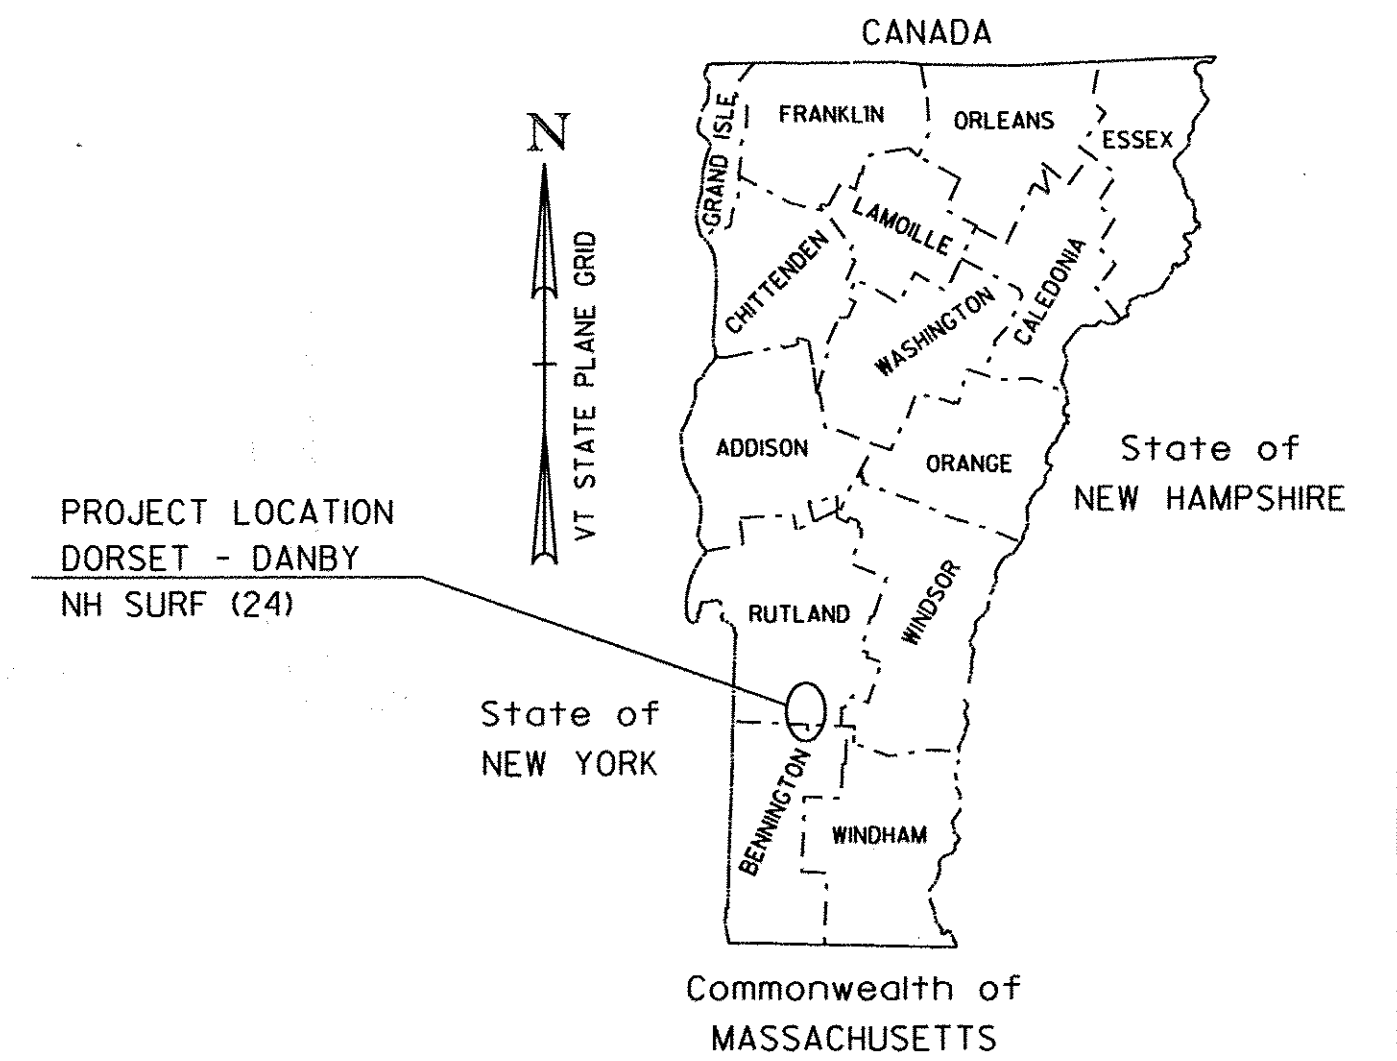 CANADA
N
VT STATE PLANE GRID
GRAND ISLE
FRANKLIN
ORLEANS
ESSEX
LAMOILLE
CHITTENDEN
CALEDONIA
WASHINGTON
ADDISON
ORANGE
State of
NEW HAMPSHIRE
PROJECT LOCATION
DORSET - DANBY
NH SURF (24)
RUTLAND
WINDSOR
State of
NEW YORK
BENNINGTON
WINDHAM
Commonwealth of
MASSACHUSETTS